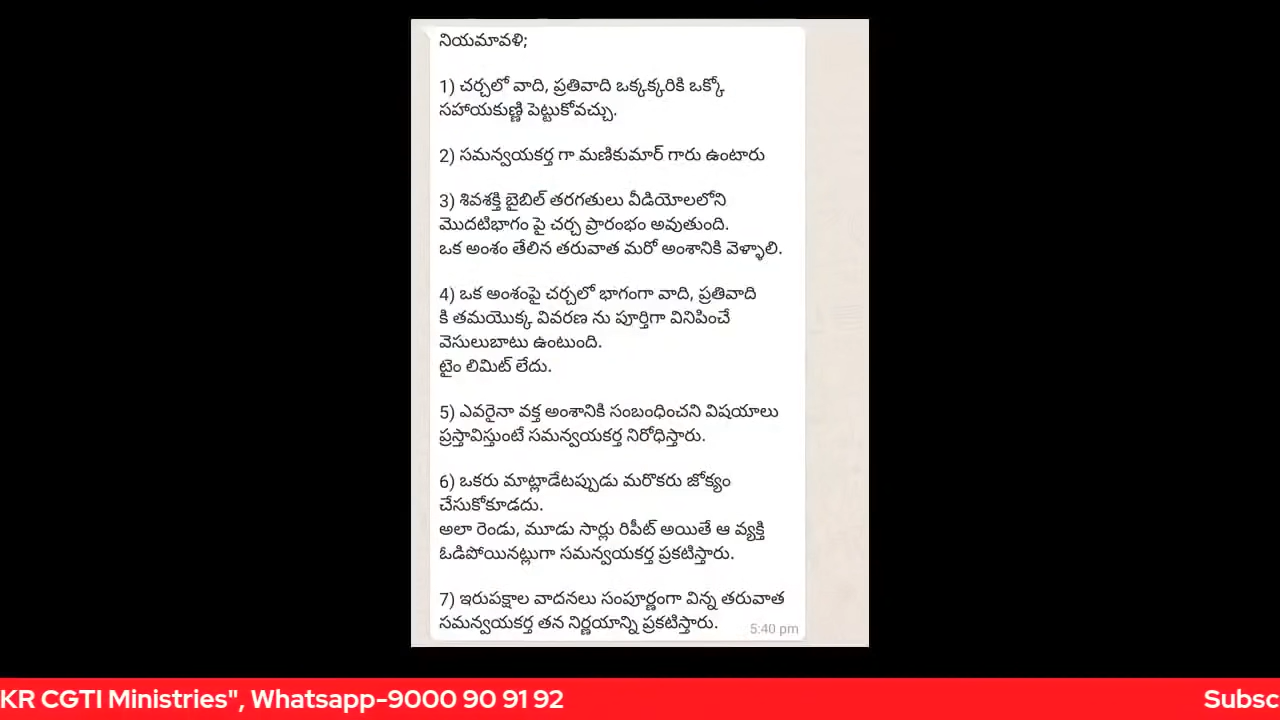 నియమావళి;
1) చర్చలో వాది, ప్రతివాది ఒక్కక్కరికి ఒక్కో
సహాయకుణ్ణి పెట్టుకోవచ్చు.
2) సమన్వయకర్త గా మణికుమార్ గారు ఉంటారు
3) శివశక్తి బైబిల్ తరగతులు వీడియోలలోని
మొదటిభాగం పై చర్చ ప్రారంభం అవుతుంది.
ఒక అంశం తేలిన తరువాత మరో అంశానికి వెళ్ళాలి.
4) ఒక అంశంపై చర్చలో భాగంగా వాది, ప్రతివాది
కి తమయొక్క వివరణ ను పూర్తిగా వినిపించే
వెసులుబాటు ఉంటుంది.
టైం లిమిట్ లేదు.
5) ఎవరైనా వక్త అంశానికి సంబంధించని విషయాలు
ప్రస్తావిస్తుంటే సమన్వయకర్త నిరోధిస్తారు.
6) ఒకరు మాట్లాడేటప్పుడు మరొకరు జోక్యం
చేసుకోకూడదు.
అలా రెండు, మూడు సార్లు రిపీట్ అయితే ఆ వ్యక్తి
ఓడిపోయినట్లుగా సమన్వయకర్త ప్రకటిస్తారు.
7) ఇరుపక్షాల వాదనలు సంపూర్ణంగా విన్న తరువాత
సమన్వయకర్త తన నిర్ణయాన్ని ప్రకటిస్తారు.
5:40 pm
KR CGTI Ministries", Whatsapp-9000 90 91 92 Subsc